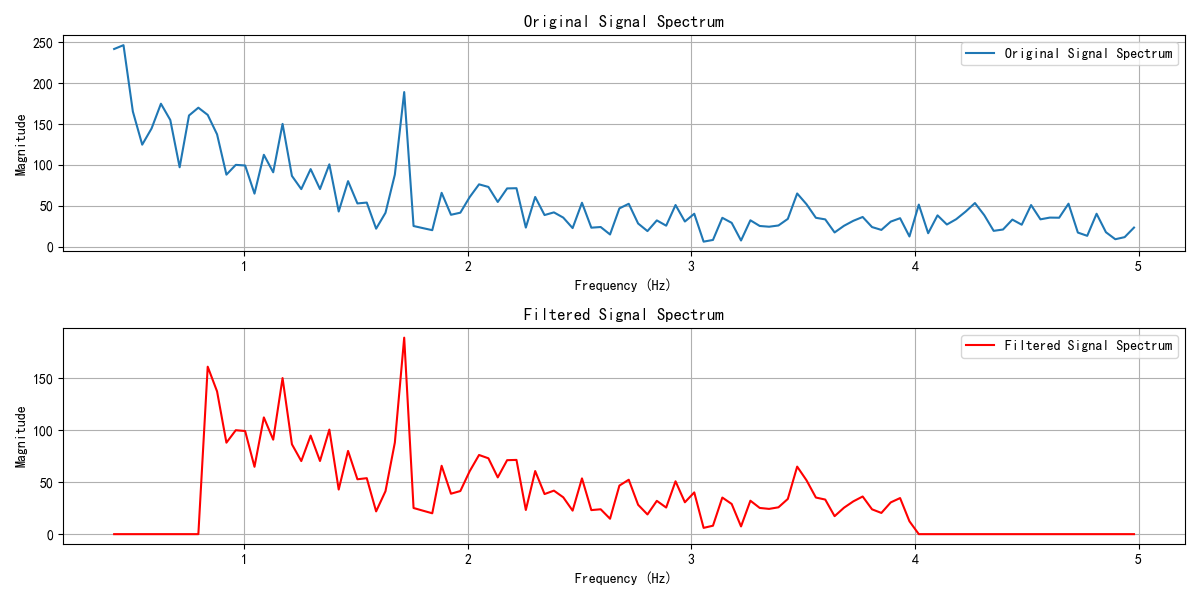 Original Signal Spectrum
250
200
150
100
50
0
Magnitude
Original Signal Spectrum
1 2 3 4 5
Frequency (Hz)
Filtered Signal Spectrum
150
100
50
0
Magnitude
Filtered Signal Spectrum
1 2 3 4 5
Frequency (Hz)